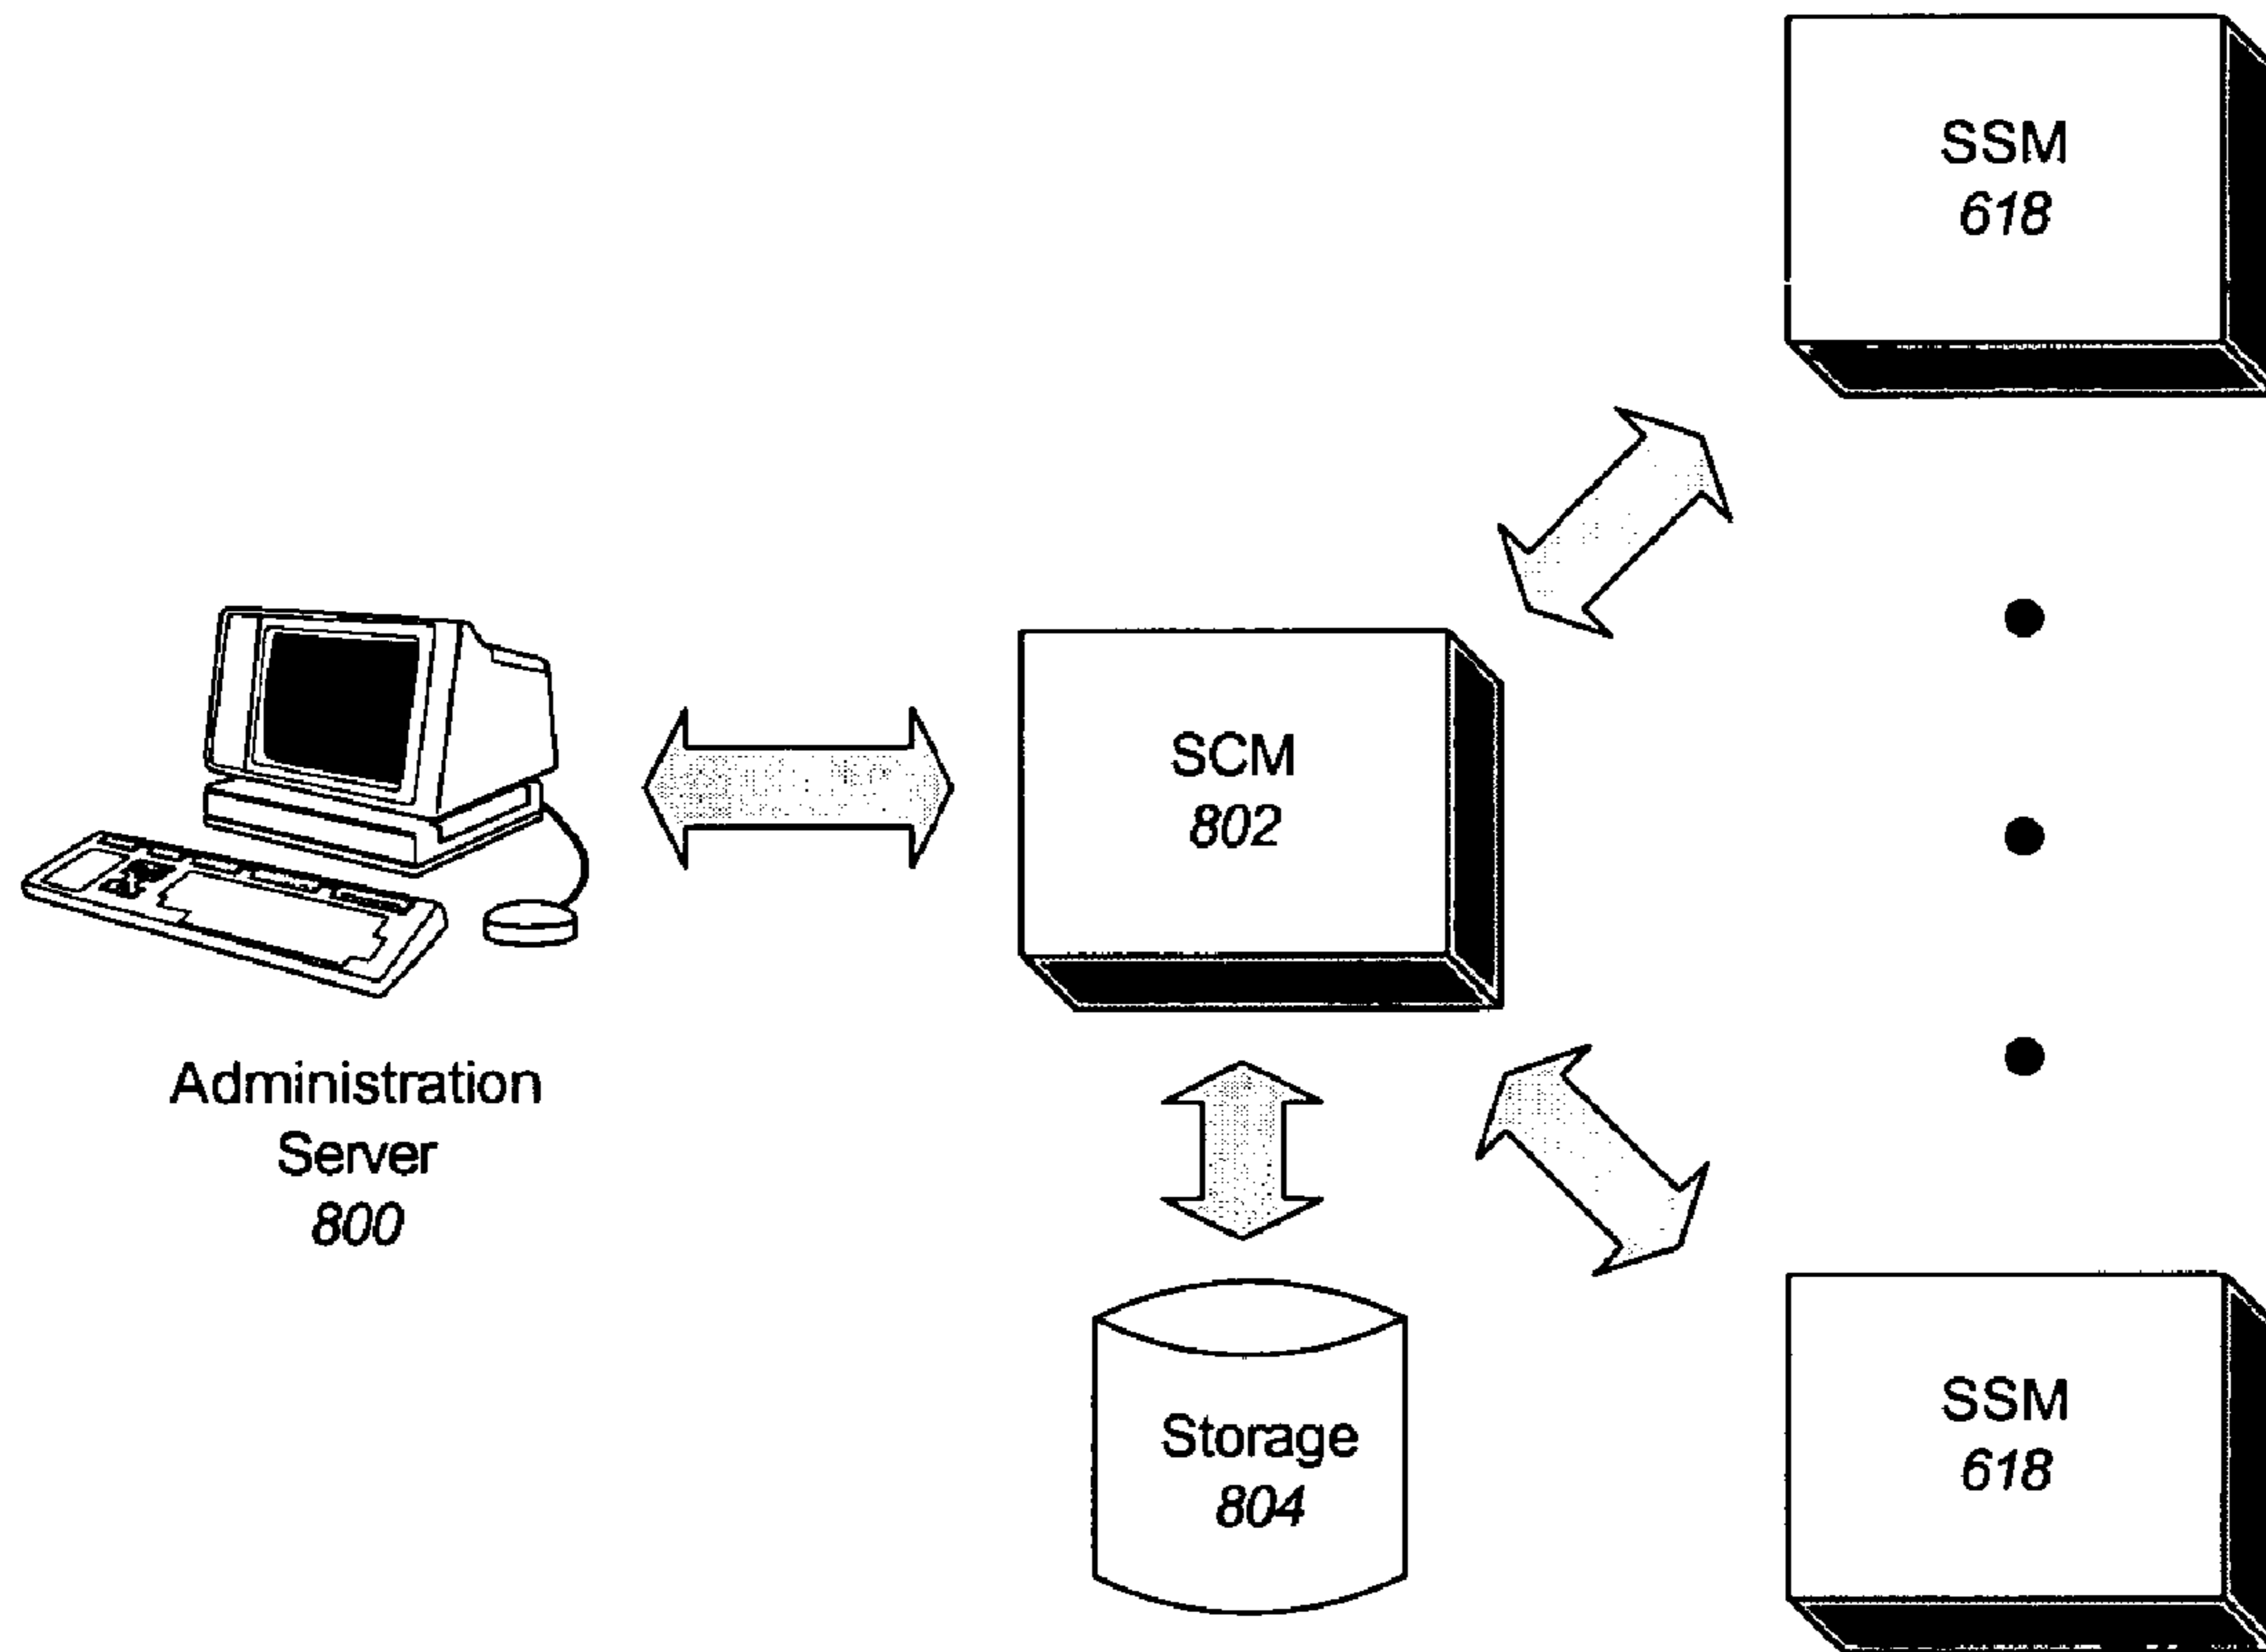 SSM
618
SCM
802
Administration
Server
800
Storage
804
SSM
618